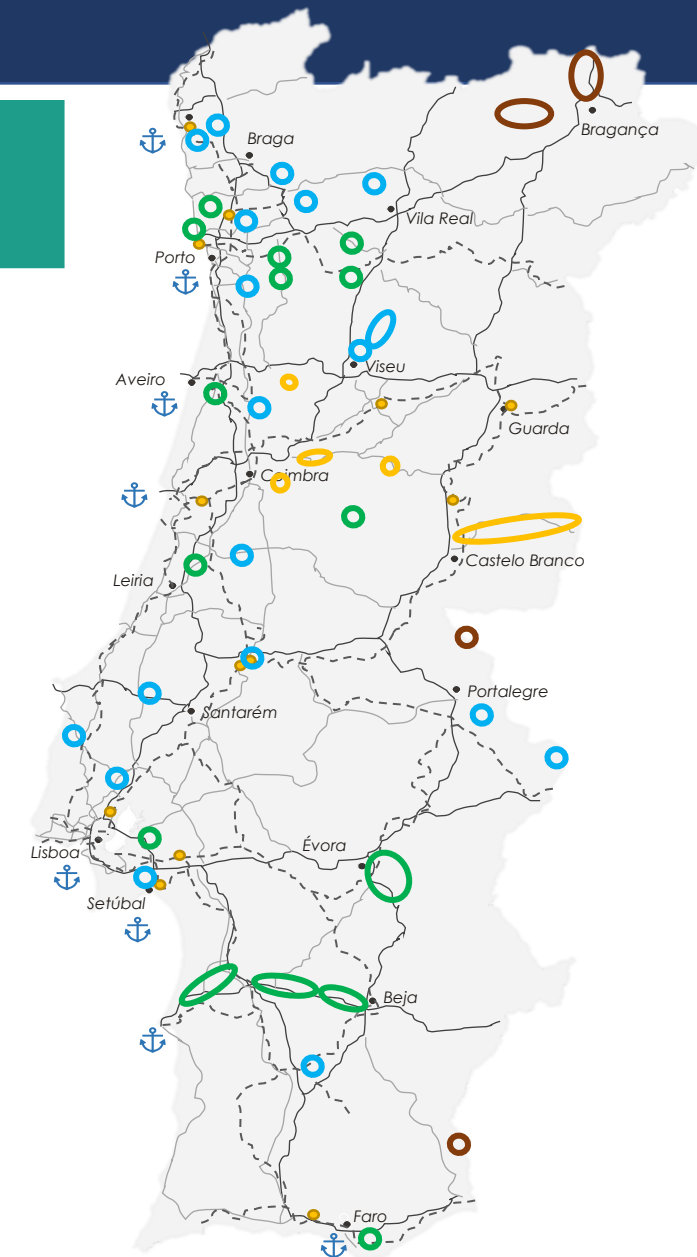 Bragança
Braga
Vila Real
Porto
Viseu
Aveiro
Guarda
Coimbra
Castelo Branco
Leiria
Portalegre
Santarém
Évora
Lisboa
Setúbal
Beja
Faro